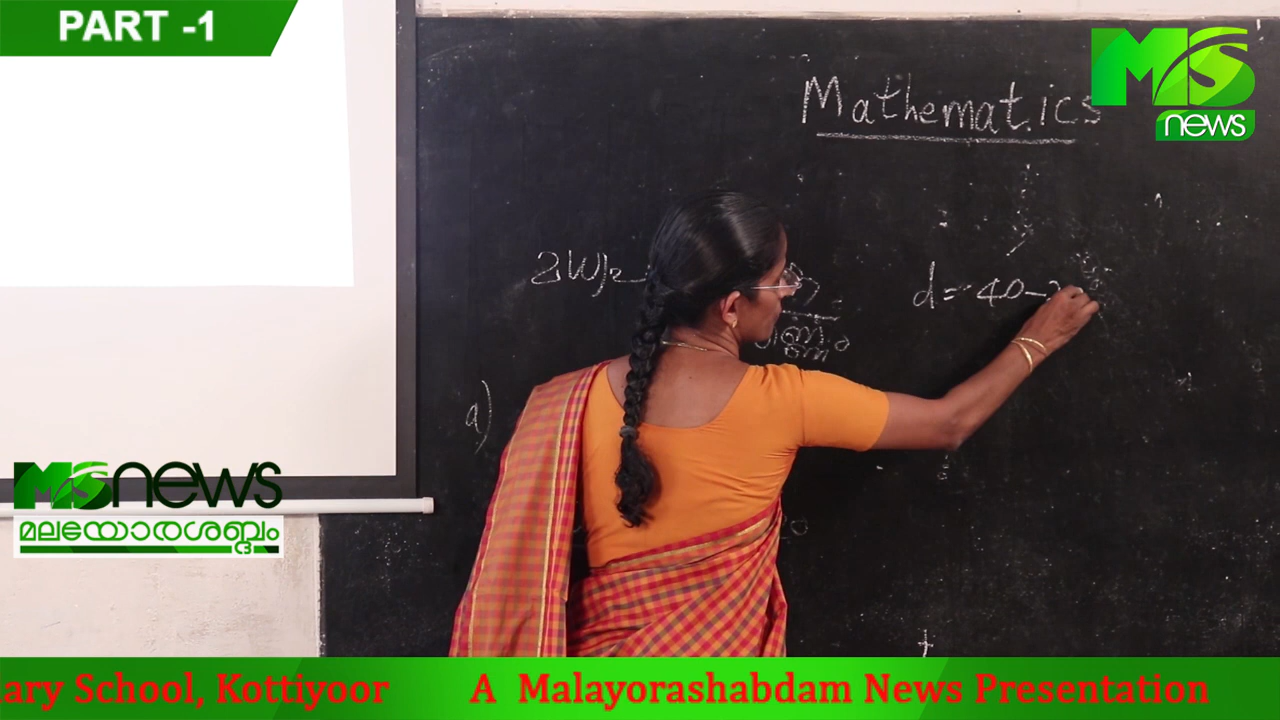 PART -1
MS
news
Mathematics
d = 40 -
a)
MSnews
മലയോരശബ്ദം
ary School, Kottiyoor A Malayorashabdam News Presentation